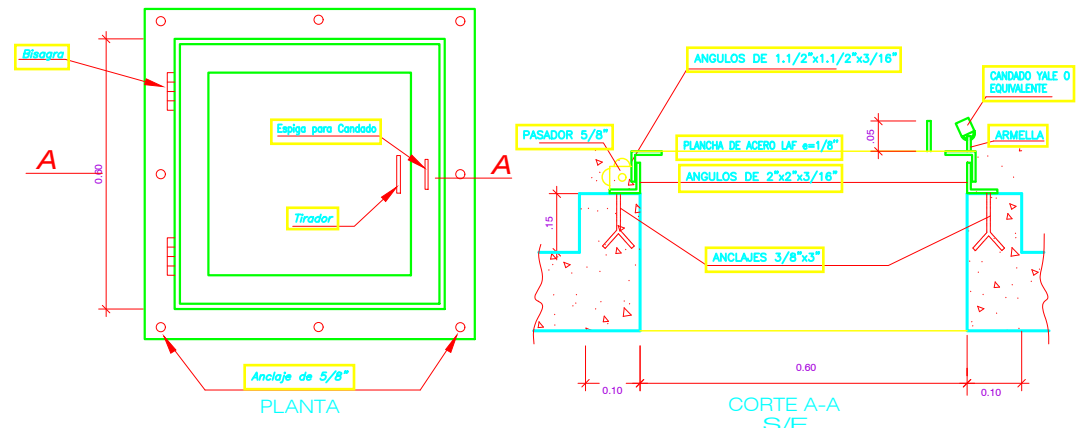 Bisagra
A
0.60
Espiga para Candado
A
Tirador
Anclaje de 5/8"
PLANTA
ANGULOS DE 1.1/2"x1.1/2"x3/16"
CANDADO YALE O
EQUIVALENTE
PASADOR 5/8"
PLANCHA DE ACERO LAF e=1/8"
.05
ARMELLA
ANGULOS DE 2"x2"x3/16"
.15
ANCLAJES 3/8"x3"
0.10
0.60
0.10
CORTE A-A
S/E